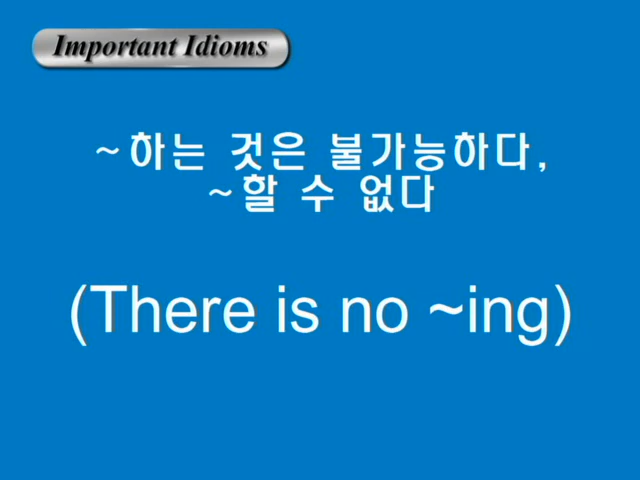 Important Idioms
~하는 것은 불가능하다,
~할 수 없다
(There is no ~ing)